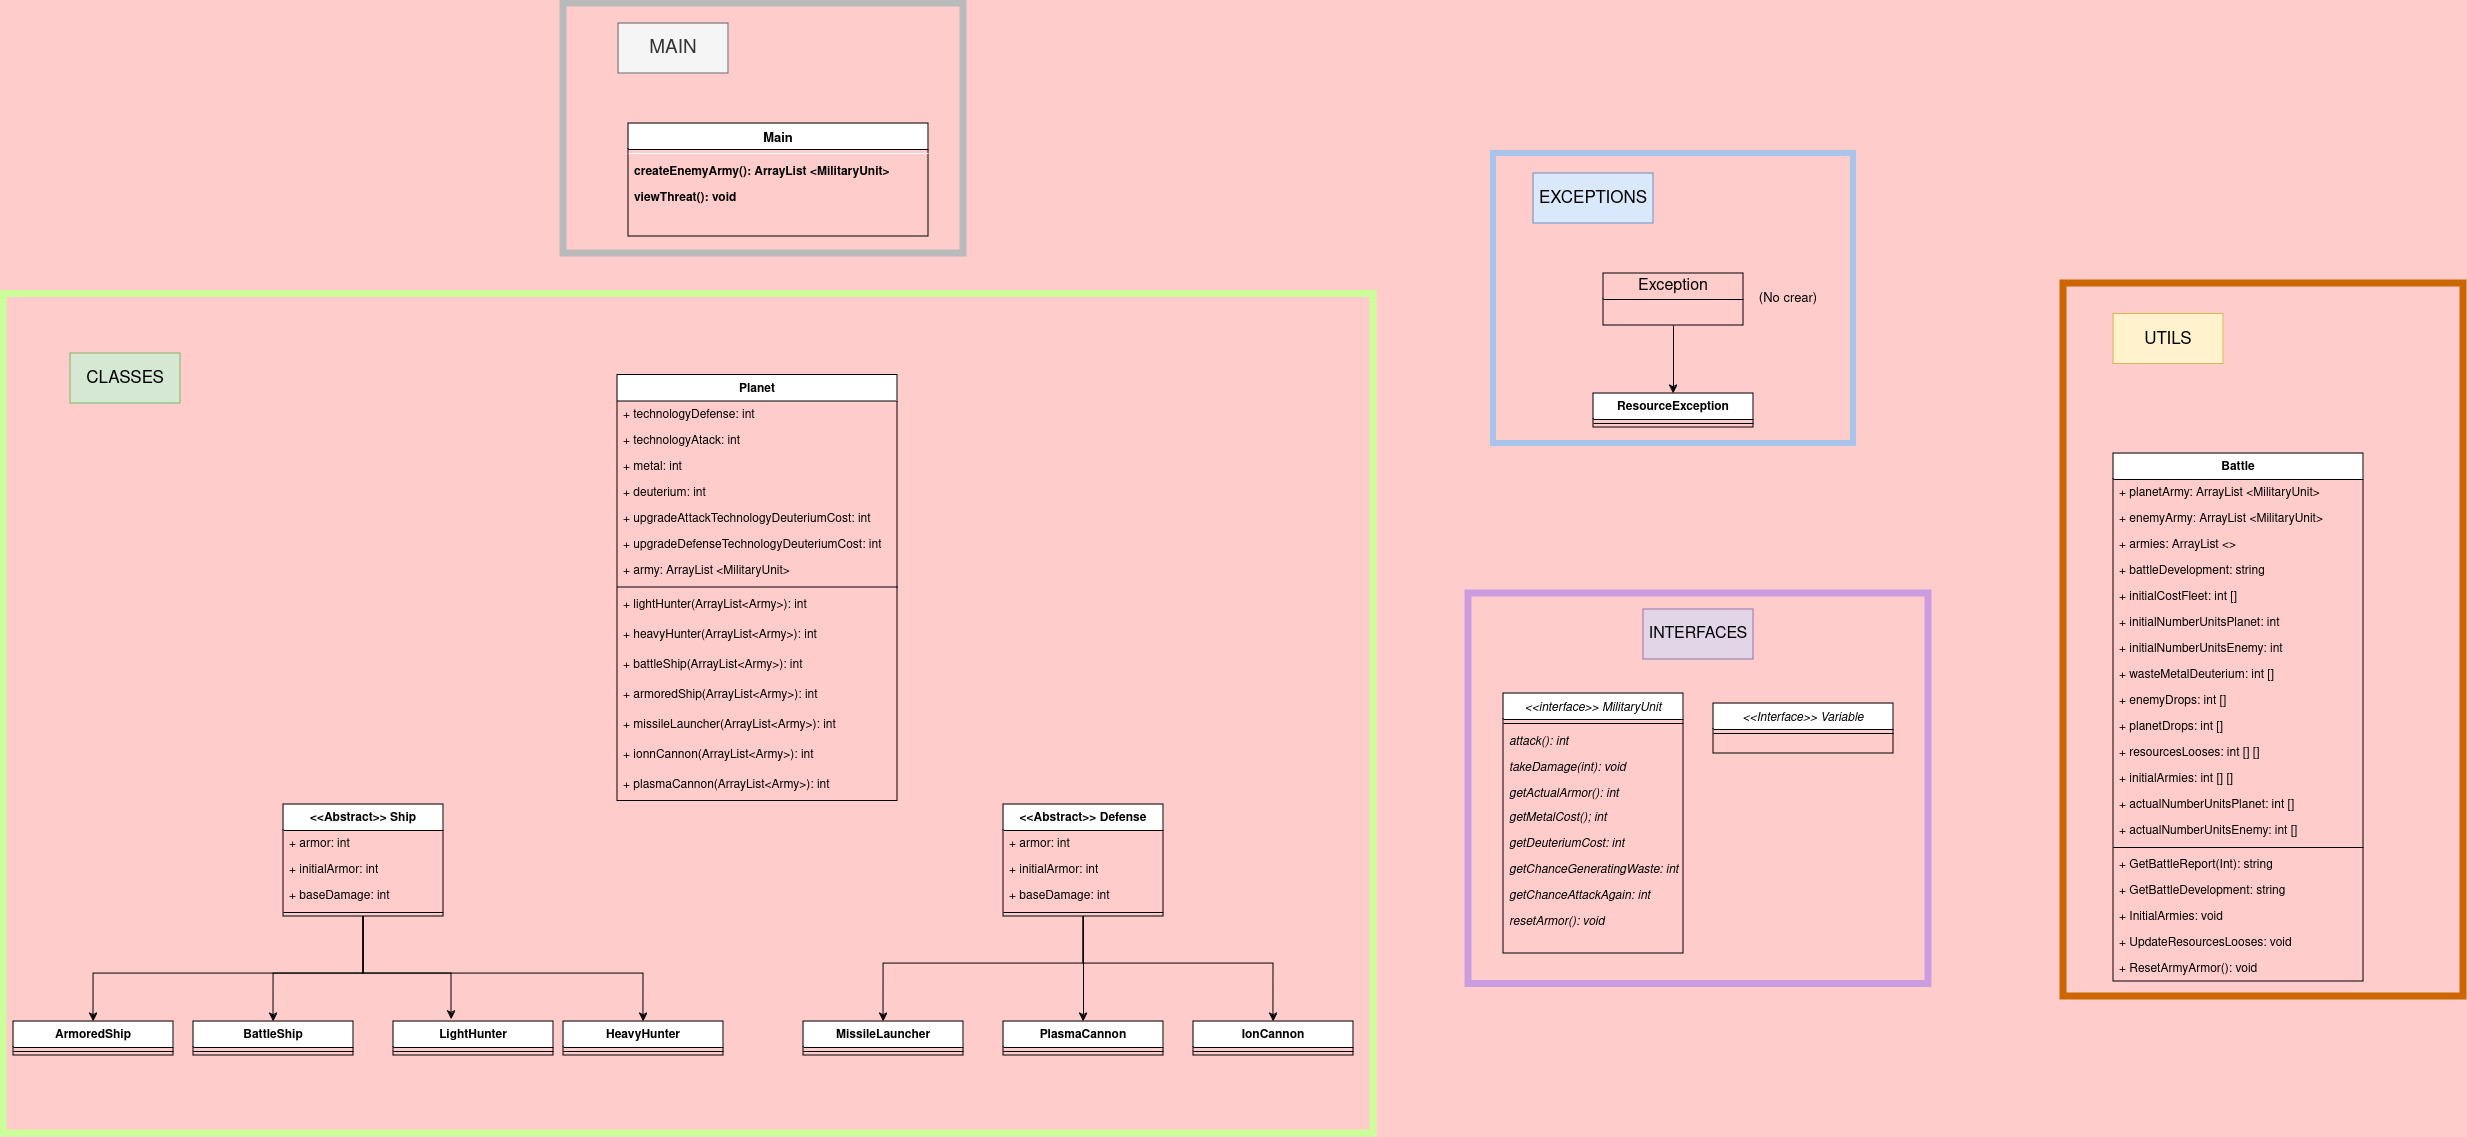 MAIN
Main
createEnemyArmy(): ArrayList <MilitaryUnit>
viewThreat(): void
EXCEPTIONS
Exception
(No crear)
ResourceException
CLASSES
Planet
+ technologyDefense: int
+ technologyAtack: int
+ metal: int
+ deuterium: int
+ upgradeAttackTechnologyDeuteriumCost: int
+ upgradeDefenseTechnologyDeuteriumCost: int
+ army: ArrayList <MilitaryUnit>
+ lightHunter(ArrayList<Army>): int
+ heavyHunter(ArrayList<Army>): int
+ battleShip(ArrayList<Army>): int
+ armoredShip(ArrayList<Army>): int
+ missileLauncher(ArrayList<Army>): int
+ ionnCannon(ArrayList<Army>): int
+ plasmaCannon(ArrayList<Army>): int
<<Abstract>> Ship
+ armor: int
+ initialArmor: int
+ baseDamage: int
<<Abstract>> Defense
+ armor: int
+ initialArmor: int
+ baseDamage: int
ArmoredShip
BattleShip
LightHunter
HeavyHunter
MissileLauncher
PlasmaCannon
IonCannon
INTERFACES
<<interface>> MilitaryUnit
attack(): int
takeDamage(int): void
getActualArmor(): int
getMetalCost(); int
getDeuteriumCost: int
getChanceGeneratingWaste: int
getChanceAttackAgain: int
resetArmor(): void
<<Interface>> Variable
UTILS
Battle
+ planetArmy: ArrayList <MilitaryUnit>
+ enemyArmy: ArrayList <MilitaryUnit>
+ armies: ArrayList <>
+ battleDevelopment: string
+ initialCostFleet: int []
+ initialNumberUnitsPlanet: int
+ initialNumberUnitsEnemy: int
+ wasteMetalDeuterium: int []
+ enemyDrops: int []
+ planetDrops: int []
+ resourcesLooses: int [] []
+ initialArmies: int [] []
+ actualNumberUnitsPlanet: int []
+ actualNumberUnitsEnemy: int []
+ GetBattleReport(Int): string
+ GetBattleDevelopment: string
+ InitialArmies: void
+ UpdateResourcesLooses: void
+ ResetArmyArmor(): void